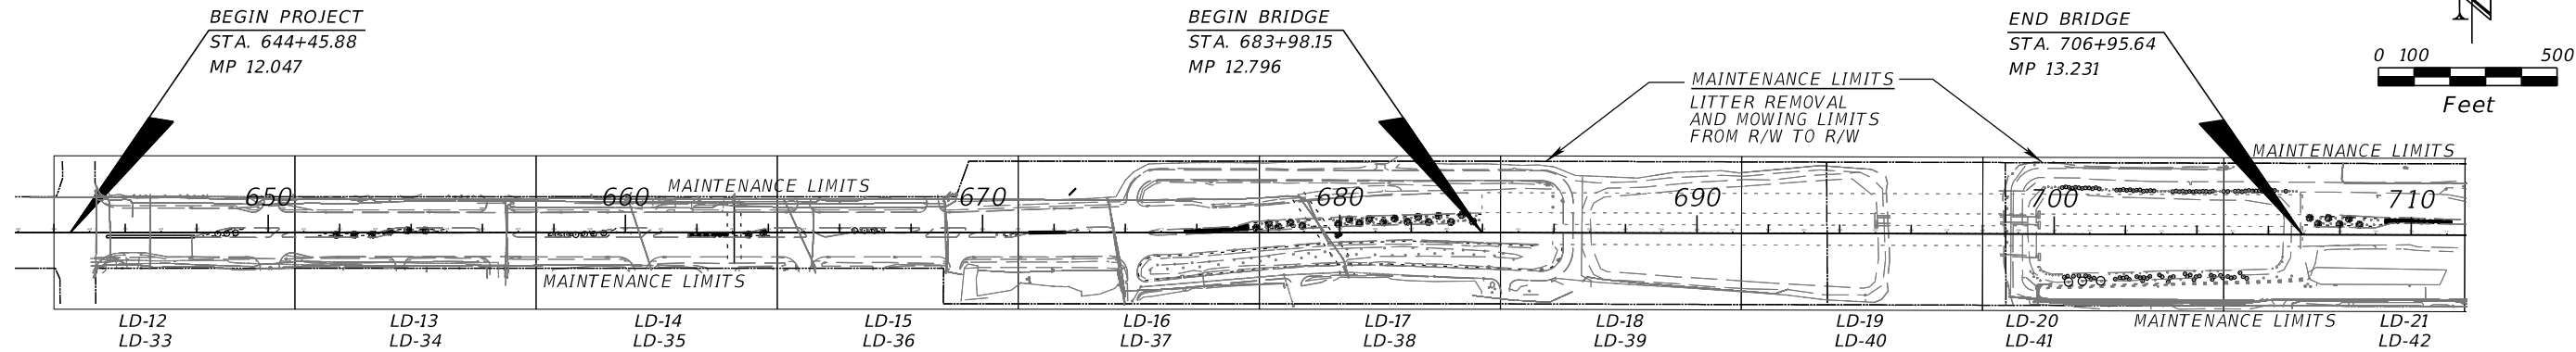 BEGIN PROJECT
STA. 644+45.88
MP 12.047
BEGIN BRIDGE
STA. 683+98.15
MP 12.796
END BRIDGE
STA. 706+95.64
MP 13.231
N
0 100 500
Feet
MAINTENANCE LIMITS
LITTER REMOVAL
AND MOWING LIMITS
FROM R/W TO R/W
MAINTENANCE LIMITS
MAINTENANCE LIMITS
650 660 670 680 690 700 710
MAINTENANCE LIMITS
MAINTENANCE LIMITS
LD-12 LD-13 LD-14 LD-15 LD-16 LD-17 LD-18 LD-19 LD-20 LD-21
LD-33 LD-34 LD-35 LD-36 LD-37 LD-38 LD-39 LD-40 LD-41 LD-42